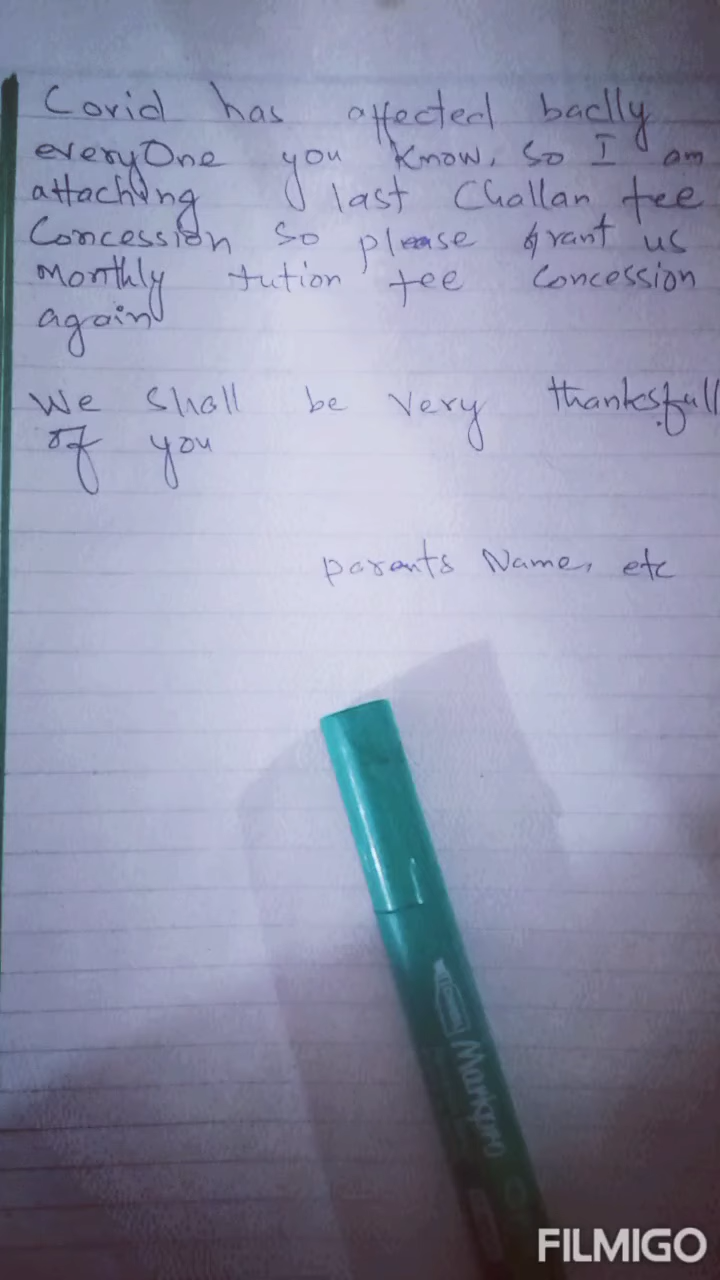 Covid has affected badly
everyOne you know, so I am
attaching last Challan fee
Concession so please grant us
monthly tution fee concession
again
We shall be very thanksfull
of you
parents Name, etc
Markpro
FILMIGO